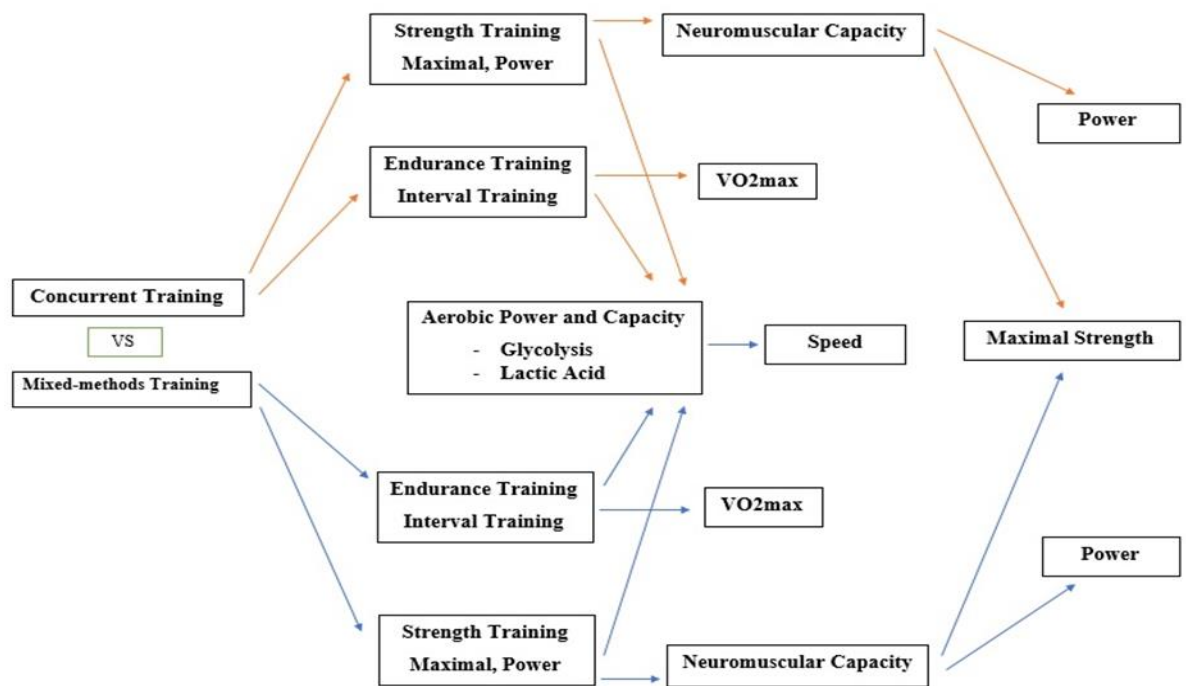 Strength Training
Maximal, Power
Neuromuscular Capacity
Power
Endurance Training
Interval Training
VO2max
Concurrent Training
VS
Mixed-methods Training
Aerobic Power and Capacity
- Glycolysis
- Lactic Acid
Speed
Maximal Strength
Endurance Training
Interval Training
VO2max
Power
Strength Training
Maximal, Power
Neuromuscular Capacity